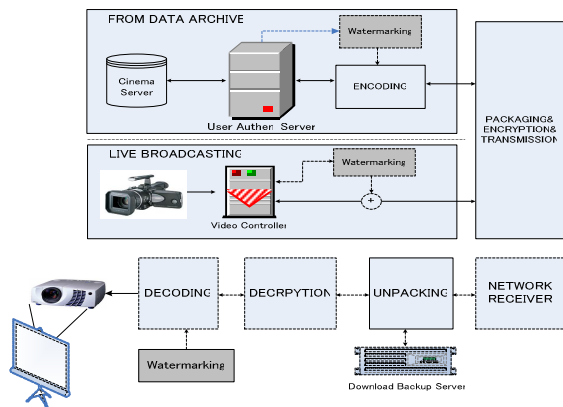 FROM DATA ARCHIVE
Watermarking
Cinema
Server
ENCODING
User Authen Server
PACKAGING&
ENCRYPTION&
TRANSMISSION
LIVE BROADCASTING
Watermarking
+
Video Controller
DECODING
DECRPYTION
UNPACKING
NETWORK
RECEIVER
Watermarking
Download Backup Server